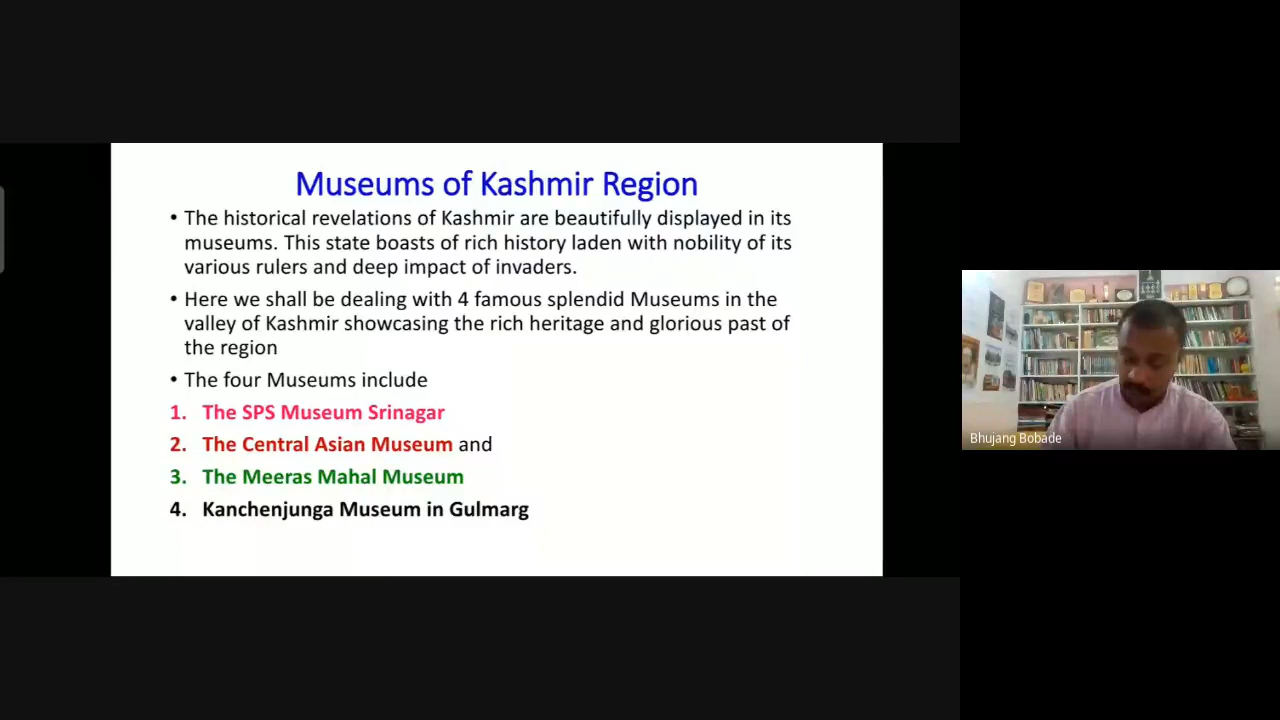 Museums of Kashmir Region
• The historical revelations of Kashmir are beautifully displayed in its
museums. This state boasts of rich history laden with nobility of its
various rulers and deep impact of invaders.
• Here we shall be dealing with 4 famous splendid Museums in the
valley of Kashmir showcasing the rich heritage and glorious past of
the region
• The four Museums include
1. The SPS Museum Srinagar
2. The Central Asian Museum and
3. The Meeras Mahal Museum
4. Kanchenjunga Museum in Gulmarg
Bhujang Bobade